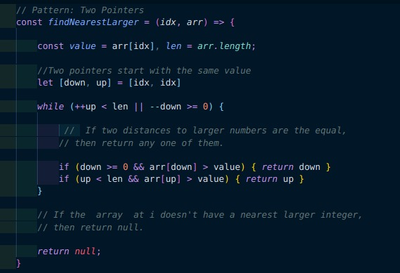 // Pattern: Two Pointers
const findNearestLarger = (idx, arr) => {
const value = arr[idx], len = arr.length;
//Two pointers start with the same value
let [down, up] = [idx, idx]
while (++up < len || --down >= 0) {
// If two distances to larger numbers are the equal,
// then return any one of them.
if (down >= 0 && arr[down] > value) { return down }
if (up < len && arr[up] > value) { return up }
}
// If the array at i doesn't have a nearest larger integer,
// then return null.
return null;
}